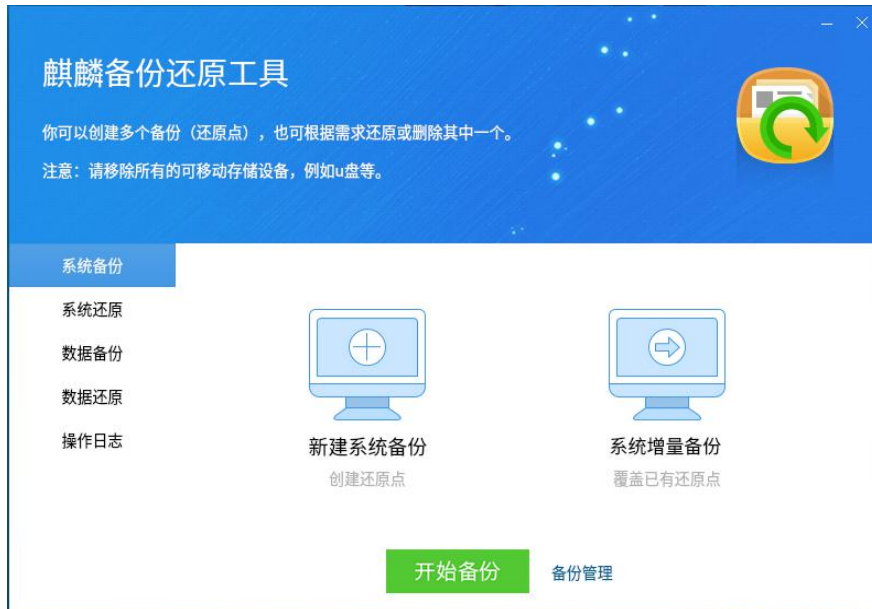 麒麟备份还原工具
你可以创建多个备份（还原点），也可根据需求还原或删除其中一个。
注意：请移除所有的可移动存储设备，例如u盘等。
系统备份
系统还原
数据备份
数据还原
操作日志
新建系统备份
系统增量备份
创建还原点
覆盖已有还原点
开始备份
备份管理